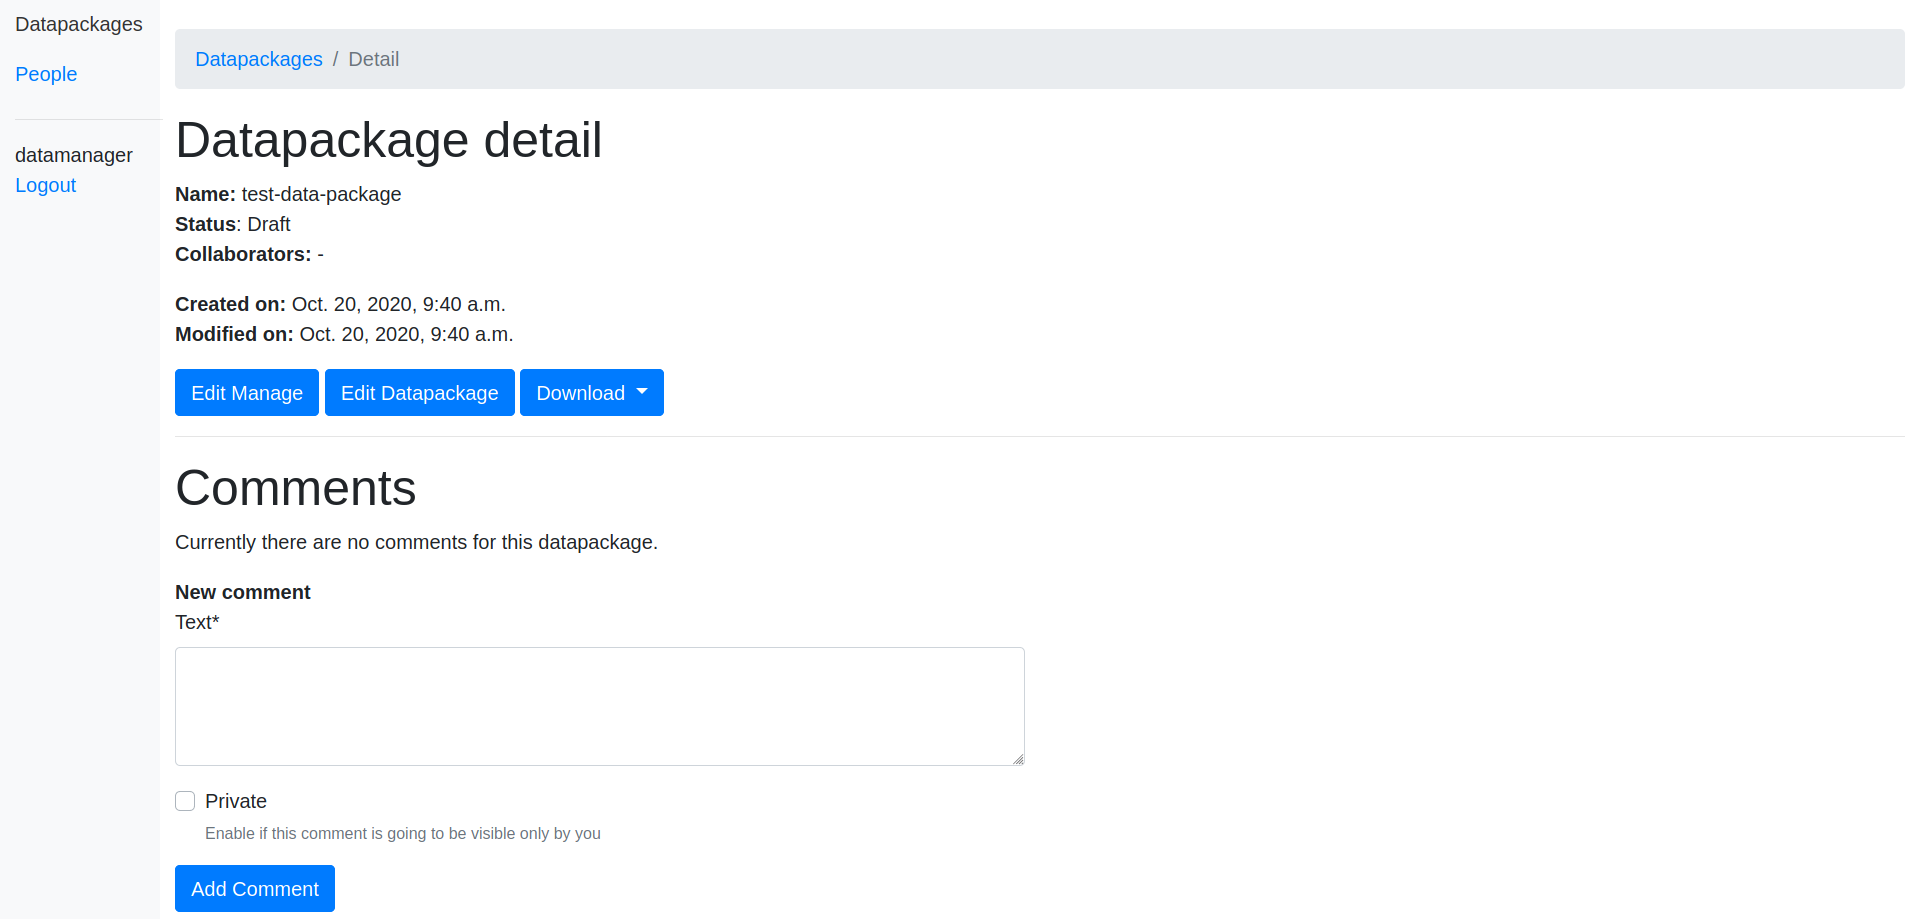 Datapackages
People
datamanager
Logout
Datapackages / Detail
Datapackage detail
Name: test-data-package
Status: Draft
Collaborators: -
Created on: Oct. 20, 2020, 9:40 a.m.
Modified on: Oct. 20, 2020, 9:40 a.m.
Edit Manage Edit Datapackage Download
Comments
Currently there are no comments for this datapackage.
New comment
Text*
Private
Enable if this comment is going to be visible only by you
Add Comment